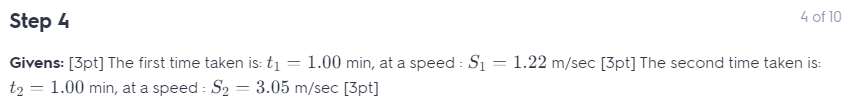 Step 4
4 of 10
Givens: [3pt] The first time taken is: t₁ = 1.00 min, at a speed : S₁ = 1.22 m/sec [3pt] The second time taken is:
t₂ = 1.00 min, at a speed : S₂ = 3.05 m/sec [3pt]